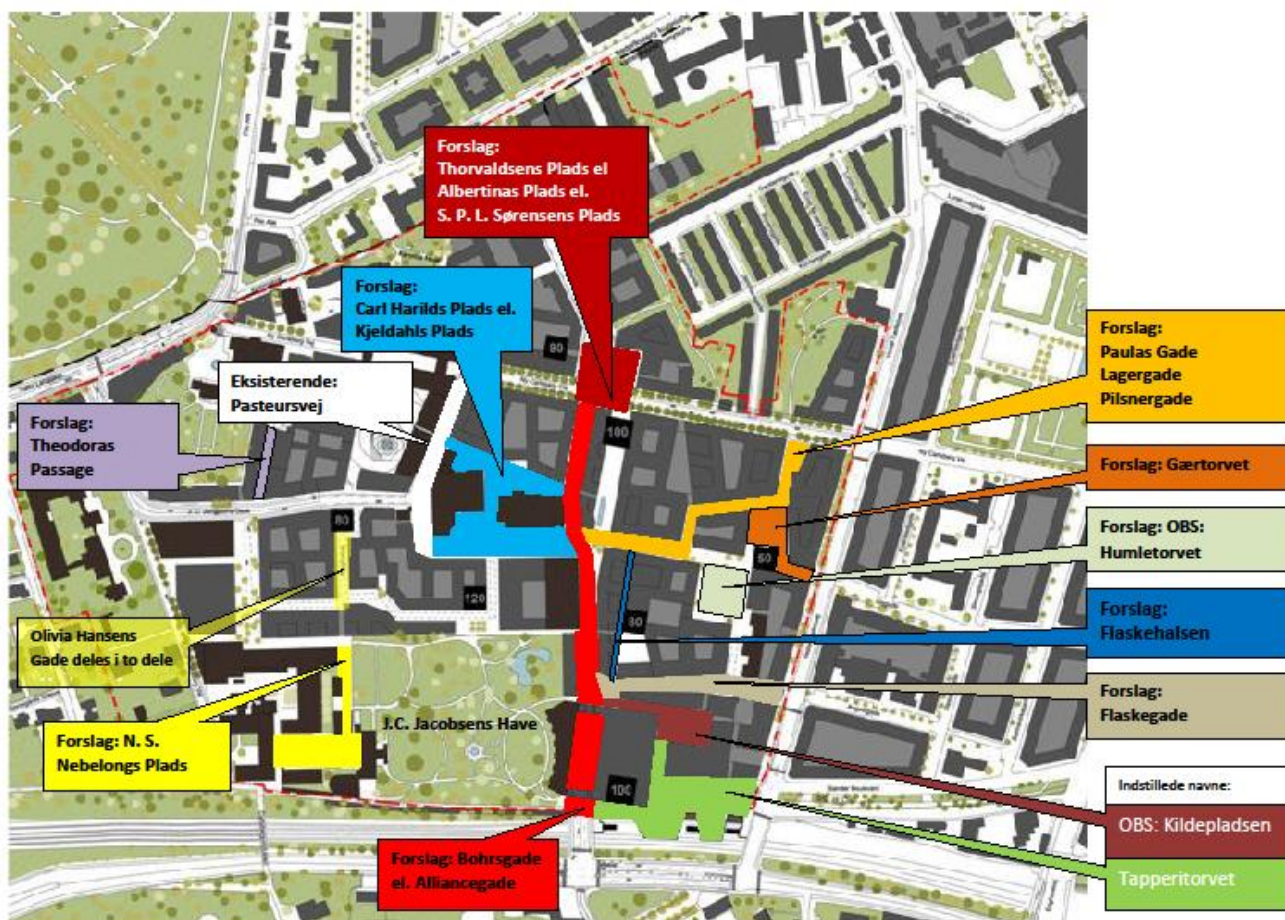 Forslag:
Thorvaldsens Plads el
Albertinas Plads el.
S. P. L. Sørensens Plads
Forslag:
Carl Harilds Plads el.
Kjeldahls Plads
Eksisterende:
Pasteursvej
Forslag:
Theodoras
Passage
Olivia Hansens
Gade deles i to dele
Forslag: N. S.
Nebelongs Plads
J.C. Jacobsens Have
Forslag: Bohrsgade
el. Alliancegade
Forslag:
Paulas Gade
Lagergade
Pilsnergade
Forslag: Gærtorvet
Forslag: OBS:
Humletorvet
Forslag:
Flaskehalsen
Forslag:
Flaskegade
Indstillede navne:
OBS: Kildepladsen
Tapperitorvet
90
100
80
120
50
80
100